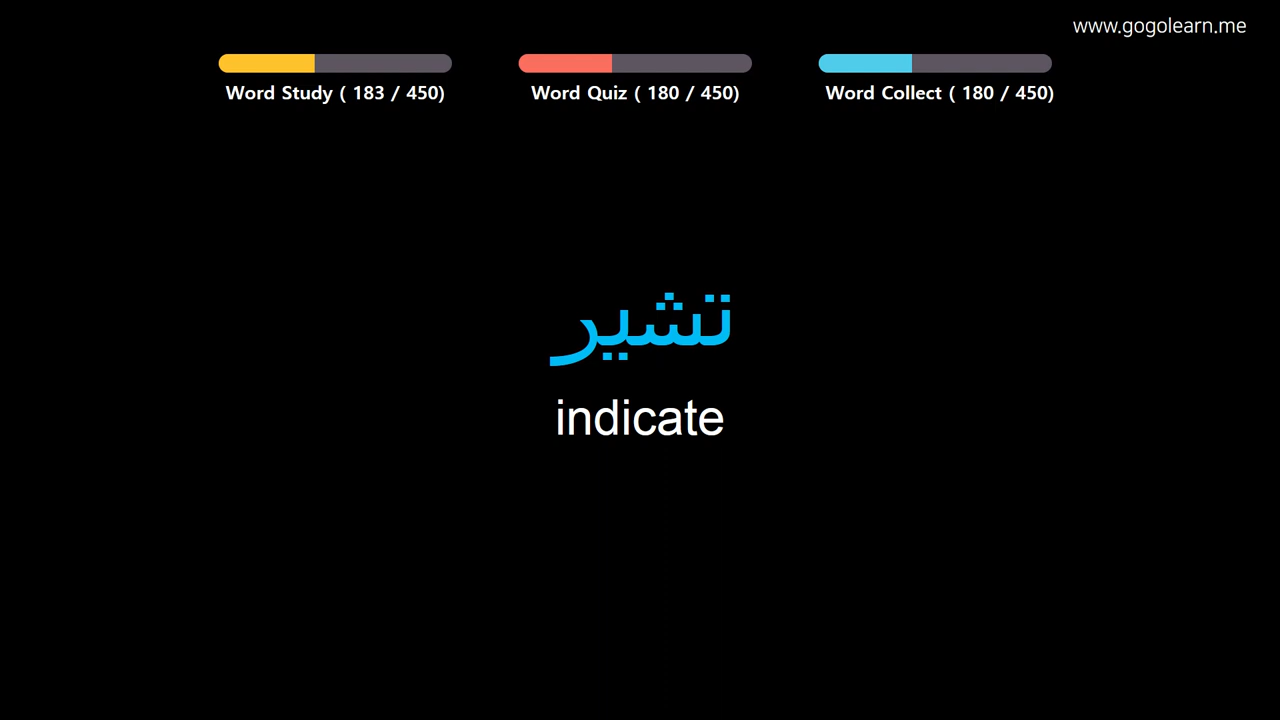 www.gogolearn.me
Word Study ( 183 / 450)
Word Quiz ( 180 / 450)
Word Collect ( 180 / 450)
تشير
indicate